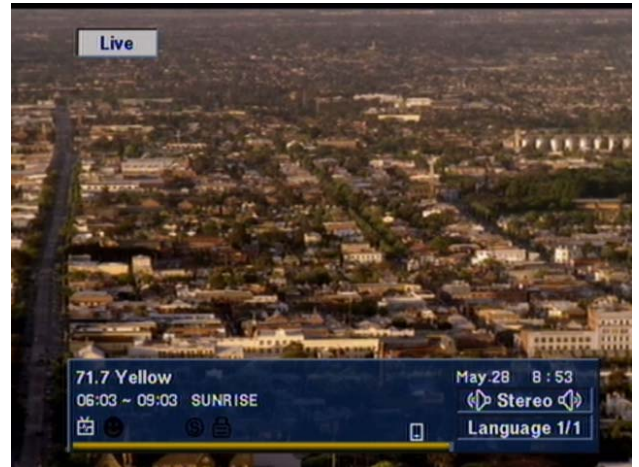 Live
71.7 Yellow
May.28 8:53
06:03 ~ 09:03 SUNRISE
Stereo
Language 1/1